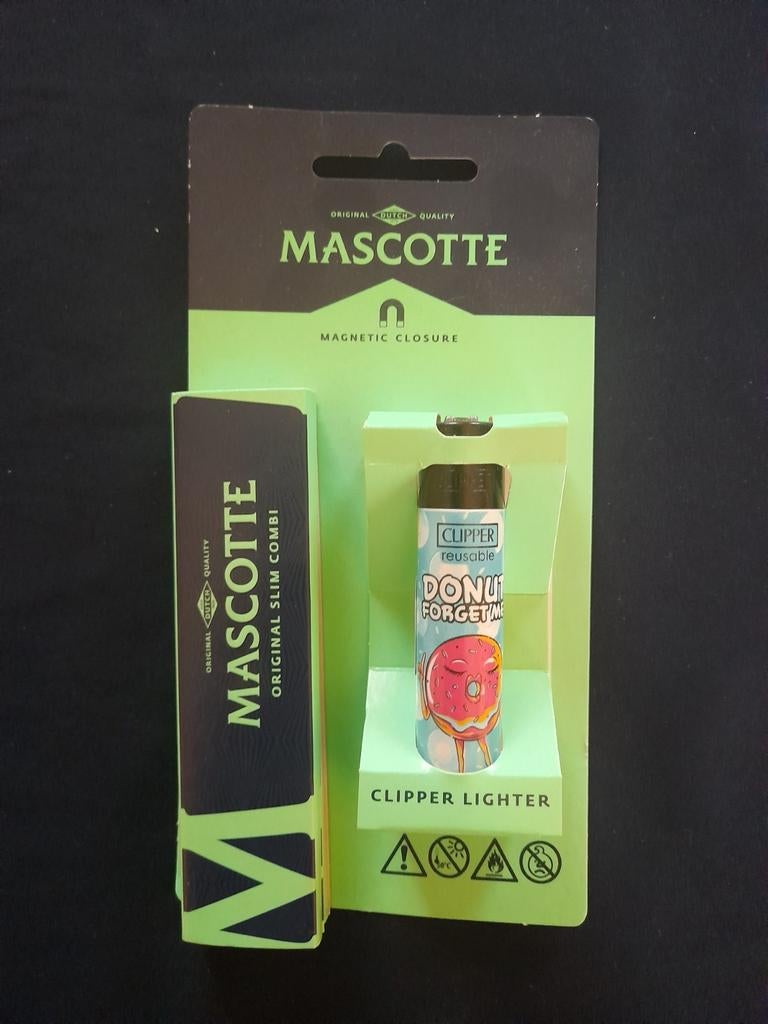 ORIGINAL DUTCH QUALITY
MASCOTTE
MAGNETIC CLOSURE
ORIGINAL DUTCH QUALITY
MASCOTTE
ORIGINAL SLIM COMBI
M
CLIPPER
reusable
DONUT
FORGET ME
CLIPPER LIGHTER